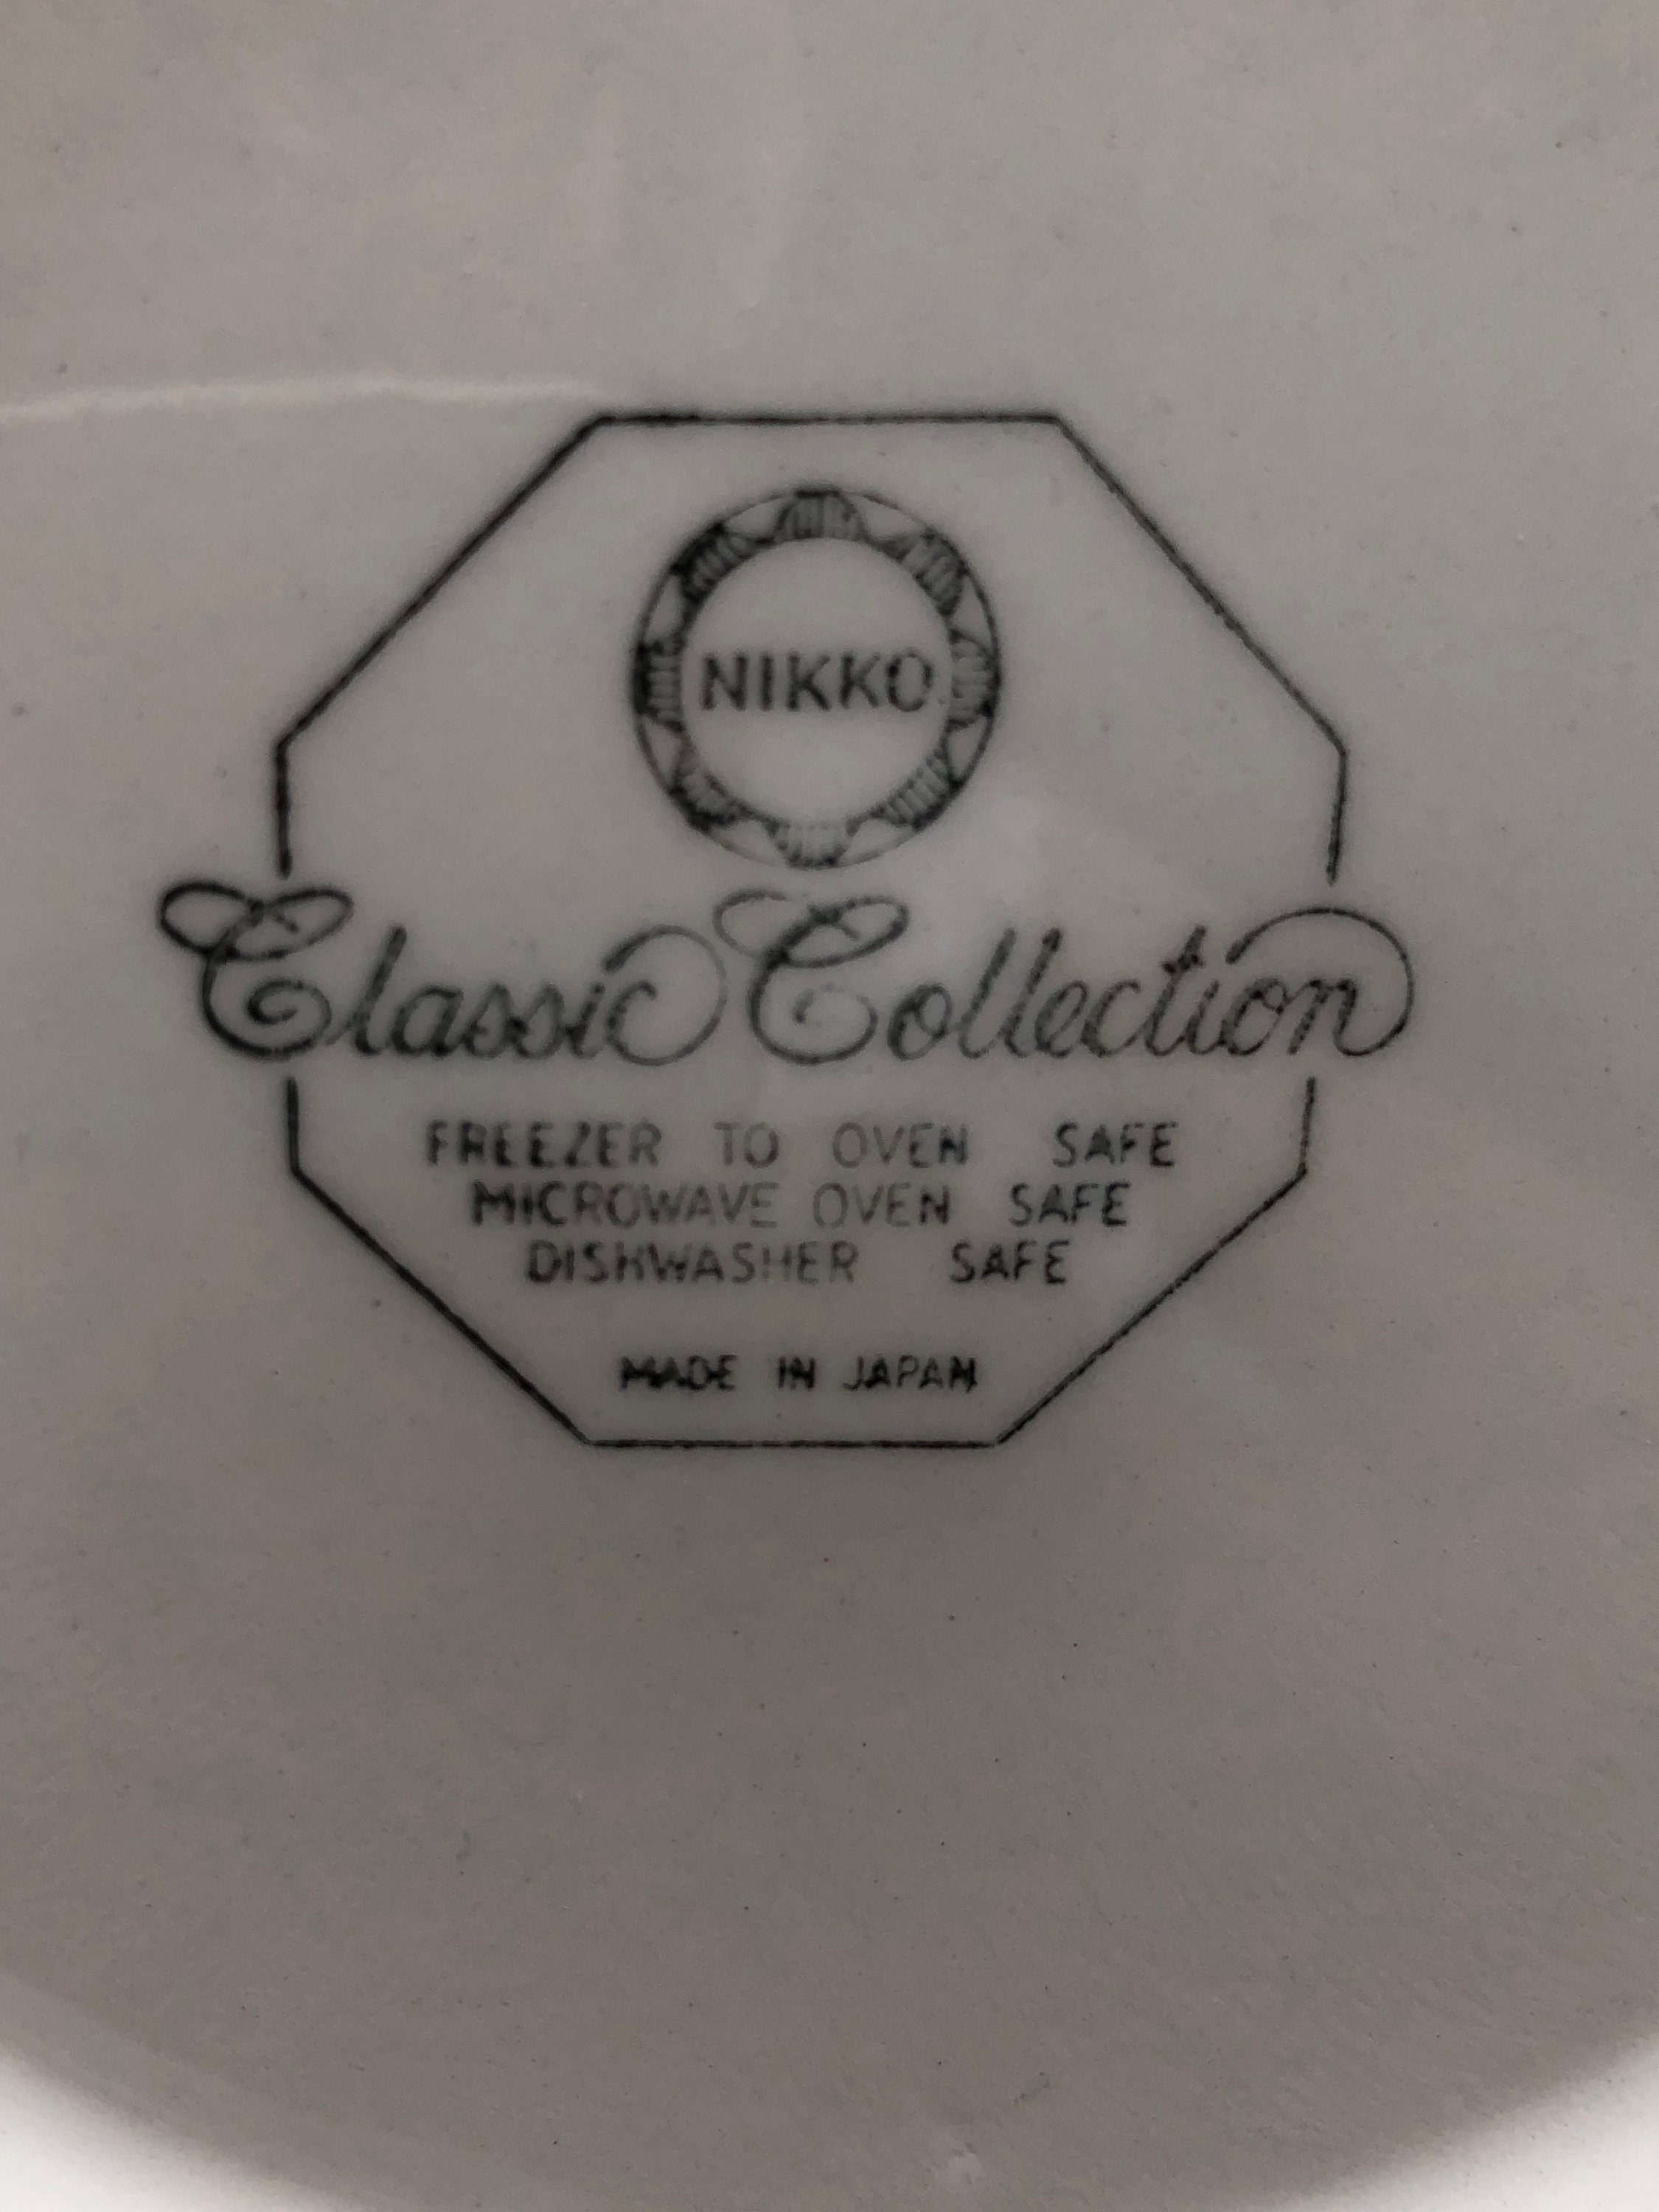 NIKKO
Classic Collection
FREEZER TO OVEN SAFE
MICROWAVE OVEN SAFE
DISHWASHER SAFE
MADE IN JAPAN